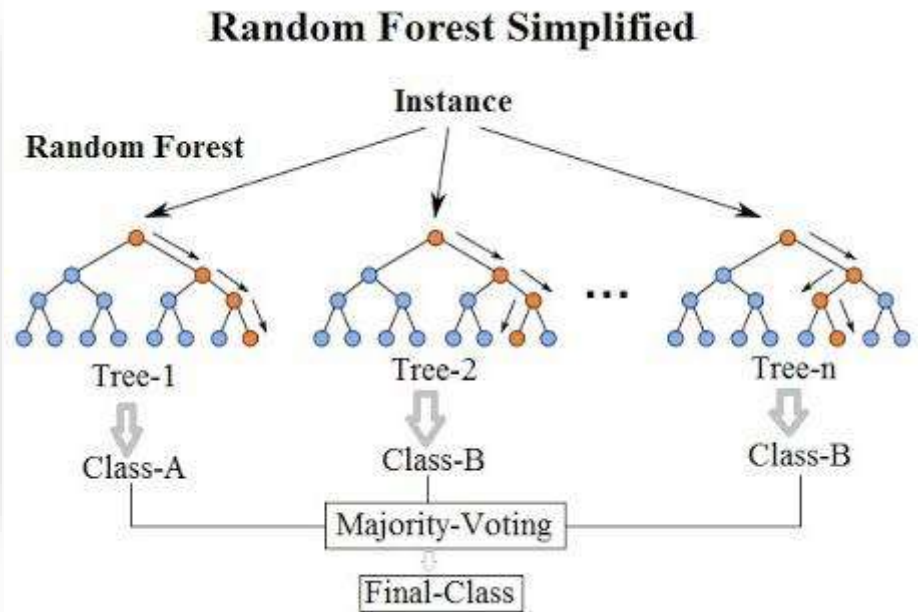 Random Forest Simplified
Instance
Random Forest
...
Tree-1
Tree-2
Tree-n
Class-A
Class-B
Class-B
Majority-Voting
Final-Class